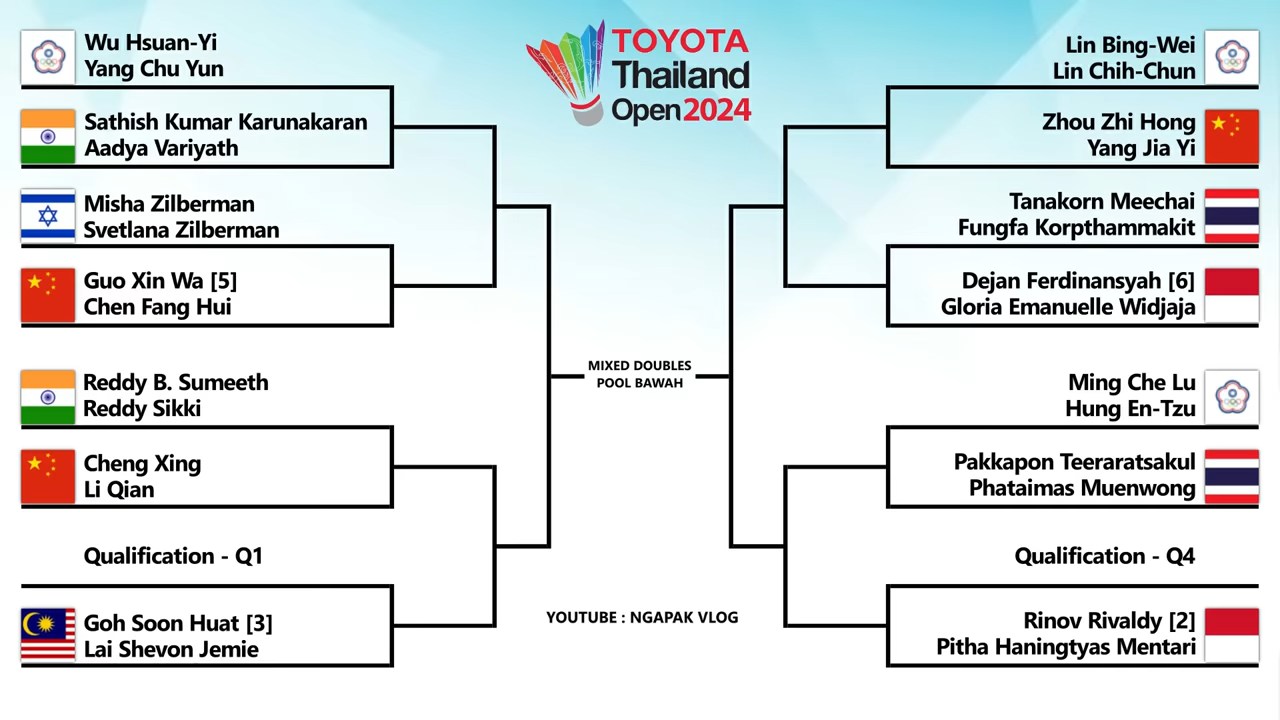 Wu Hsuan-Yi
Yang Chu Yun
Sathish Kumar Karunakaran
Aadya Variyath
Misha Zilberman
Svetlana Zilberman
Guo Xin Wa [5]
Chen Fang Hui
Reddy B. Sumeeth
Reddy Sikki
Cheng Xing
Li Qian
Qualification - Q1
Goh Soon Huat [3]
Lai Shevon Jemie
TOYOTA
Thailand
Open 2024
MIXED DOUBLES
POOL BAWAH
YOUTUBE : NGAPAK VLOG
Lin Bing-Wei
Lin Chih-Chun
Zhou Zhi Hong
Yang Jia Yi
Tanakorn Meechai
Fungfa Korpthammakit
Dejan Ferdinansyah [6]
Gloria Emanuelle Widjaja
Ming Che Lu
Hung En-Tzu
Pakkapon Teeraratsakul
Phataimas Muenwong
Qualification - Q4
Rinov Rivaldy [2]
Pitha Haningtyas Mentari